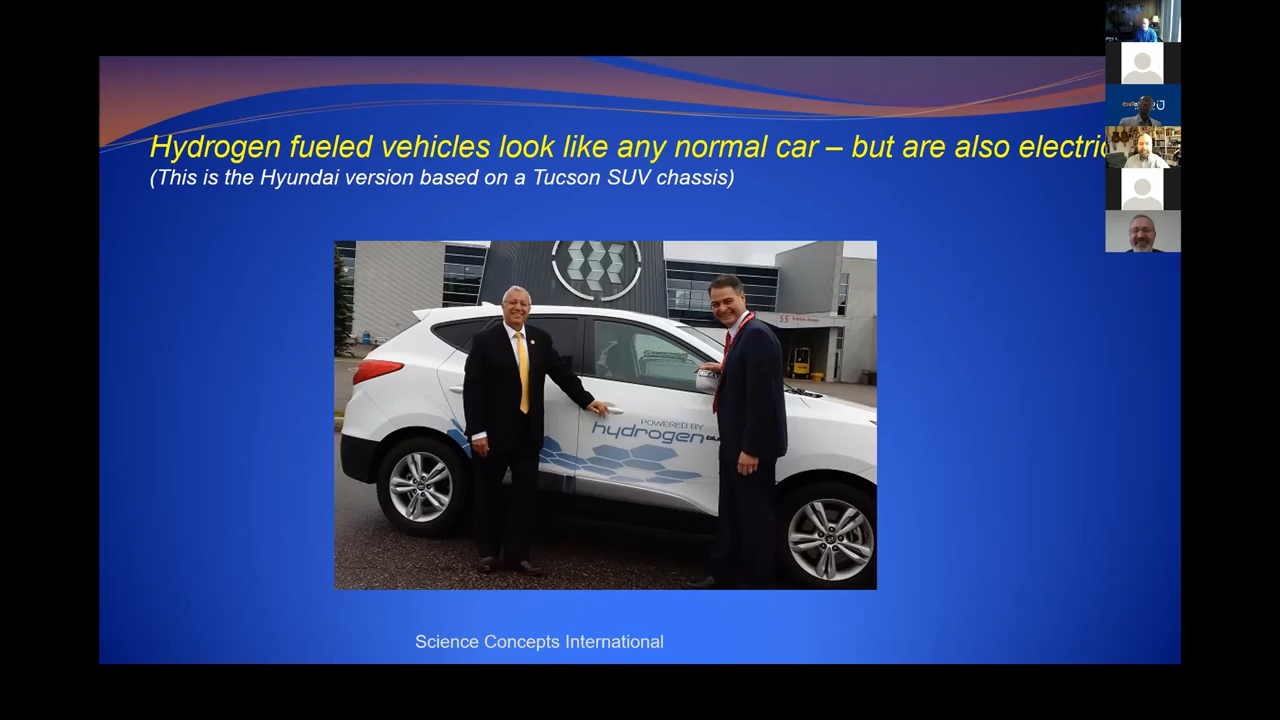 Hydrogen fueled vehicles look like any normal car – but are also electric
(This is the Hyundai version based on a Tucson SUV chassis)
55
POWERED BY
hydrogen
Science Concepts International